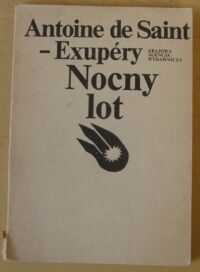 Antoine de Saint
- Exupéry
KRAJOWA
AGENCJA
WYDAWNICZA
Nocny
lot